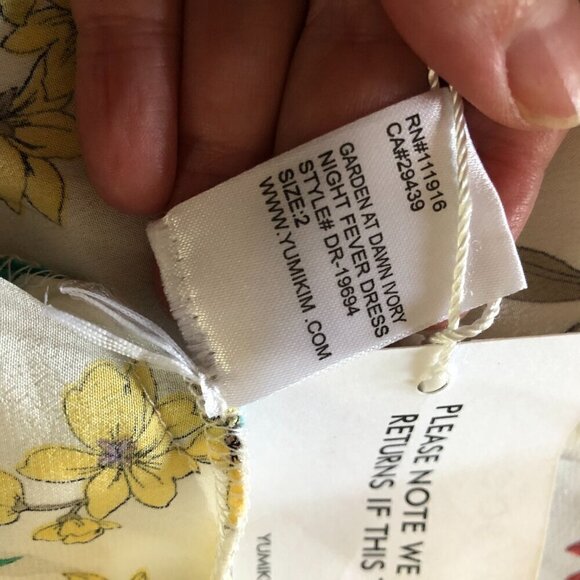 RN#111916
CA#29439
GARDEN AT DAWN IVORY
NIGHT FEVER DRESS
STYLE# DR-19694
SIZE:2
WWW.YUMIKIM .COM
PLEASE NOTE WE
RETURNS IF THIS